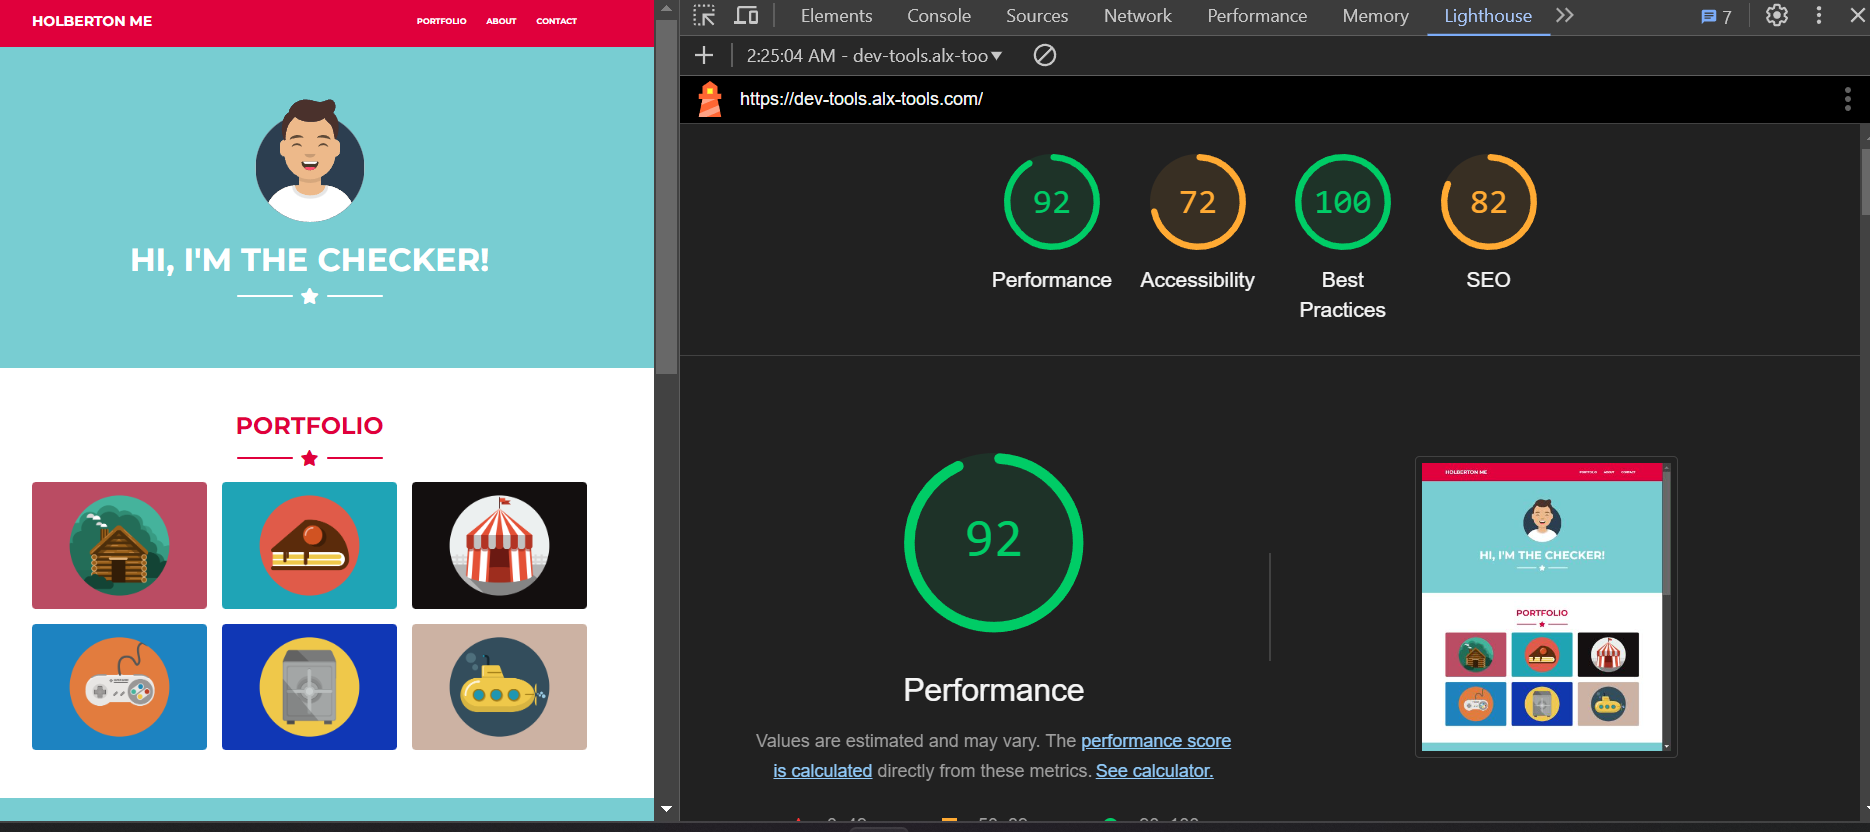 HOLBERTON ME
PORTFOLIO ABOUT CONTACT
HI, I'M THE CHECKER!
PORTFOLIO
Elements Console Sources Network Performance Memory Lighthouse 7
2:25:04 AM - dev-tools.alx-too
https://dev-tools.alx-tools.com/
92 72 100 82
Performance Accessibility Best Practices SEO
92
Performance
Values are estimated and may vary. The performance score
is calculated directly from these metrics. See calculator.
HOLBERTON ME
PORTFOLIO ABOUT CONTACT
HI, I'M THE CHECKER!
PORTFOLIO